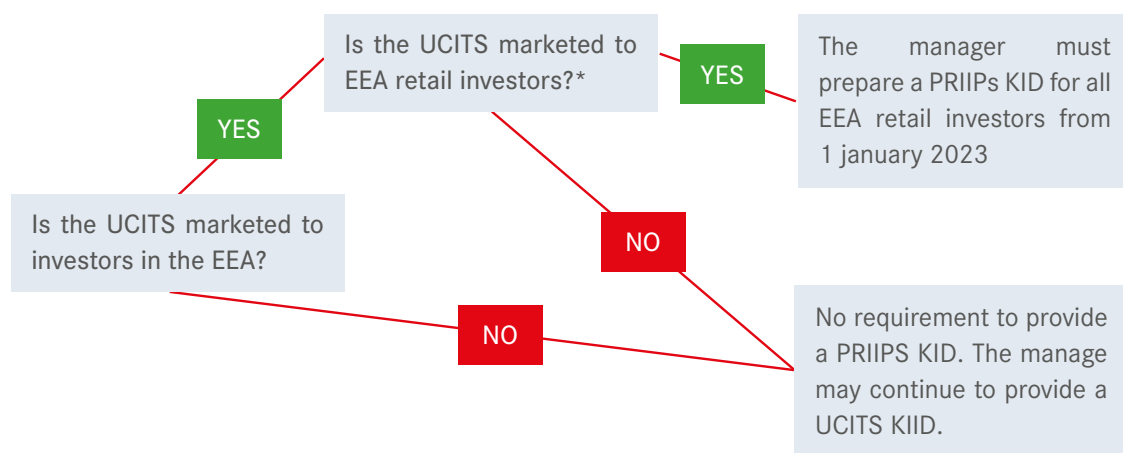 Is the UCITS marketed to
EEA retail investors?*
YES
The manager must
prepare a PRIIPs KID for all
EEA retail investors from
1 january 2023
YES
Is the UCITS marketed to
investors in the EEA?
NO
NO
No requirement to provide
a PRIIPS KID. The manage
may continue to provide a
UCITS KIID.